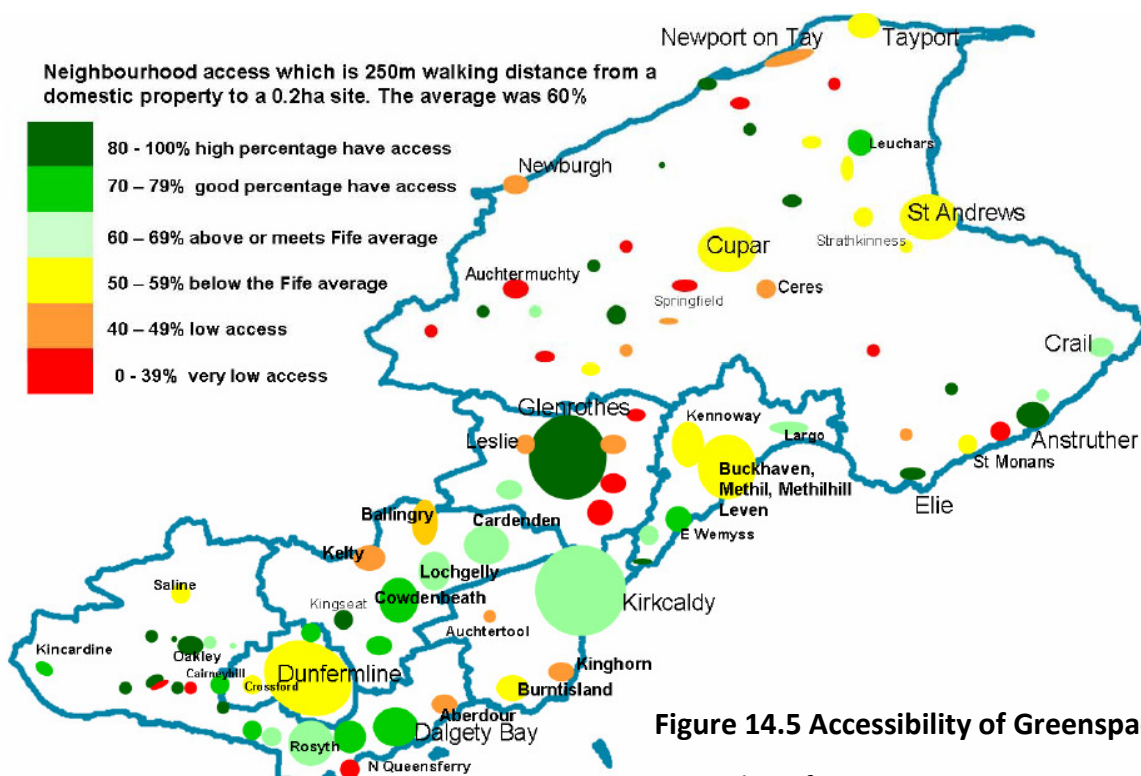 Newport on Tay
Tayport
Neighbourhood access which is 250m walking distance from a
domestic property to a 0.2ha site. The average was 60%
80 - 100% high percentage have access
70 – 79% good percentage have access
60 – 69% above or meets Fife average
50 – 59% below the Fife average
40 – 49% low access
0 - 39% very low access
Leuchars
Newburgh
St Andrews
Strathkinness
Cupar
Auchtermuchty
Springfield
Ceres
Crail
Glenrothes
Kennoway
Leslie
Largo
Anstruther
St Monans
Buckhaven,
Methil, Methilhill
Leven
Elie
Ballingry
Cardenden
E Wemyss
Kelty
Lochgelly
Saline
Kingseat
Cowdenbeath
Kirkcaldy
Auchtertool
Kincardine
Oakley
Cairneyhill
Crossford
Dunfermline
Kinghorn
Burntisland
Aberdour
Rosyth
Dalgety Bay
N Queensferry
Figure 14.5 Accessibility of Greenspa